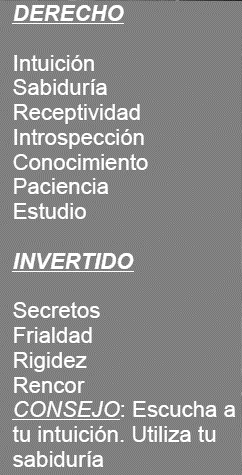 DERECHO
Intuición
Sabiduría
Receptividad
Introspección
Conocimiento
Paciencia
Estudio
INVERTIDO
Secretos
Frialdad
Rigidez
Rencor
CONSEJO: Escucha a
tu intuición. Utiliza tu
sabiduría